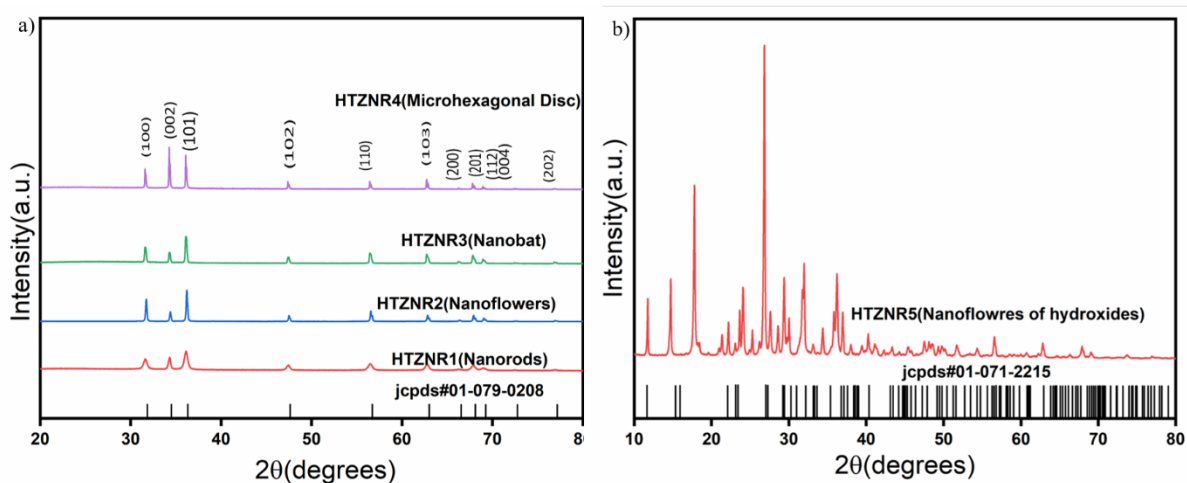 a)
Intensity(a.u.)
HTZNR4(Microhexagonal Disc)
(100)
(002)
(101)
(102)
(110)
(103)
(200)
(201)
(112)
(004)
(202)
HTZNR3(Nanobat)
HTZNR2(Nanoflowers)
HTZNR1(Nanorods)
jcpds#01-079-0208
20 30 40 50 60 70 80
2θ(degrees)
b)
Intensity(a.u.)
HTZNR5(Nanoflowres of hydroxides)
jcpds#01-071-2215
10 20 30 40 50 60 70 80
2θ(degrees)